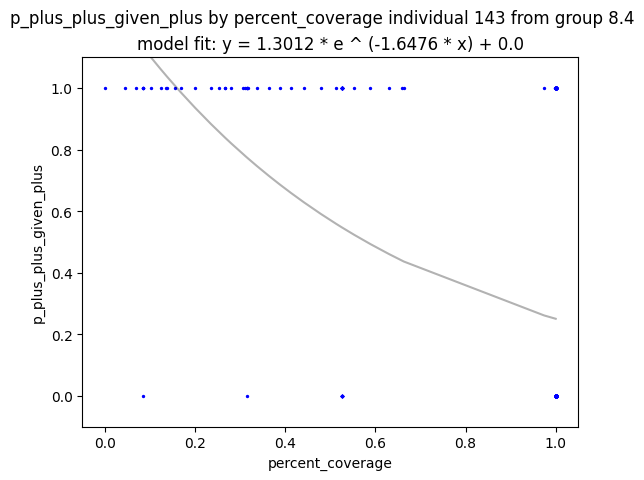 p_plus_plus_given_plus by percent_coverage individual 143 from group 8.4
model fit: y = 1.3012 * e ^ (-1.6476 * x) + 0.0
1.0
0.8
0.6
0.4
0.2
0.0
p_plus_plus_given_plus
0.0 0.2 0.4 0.6 0.8 1.0
percent_coverage